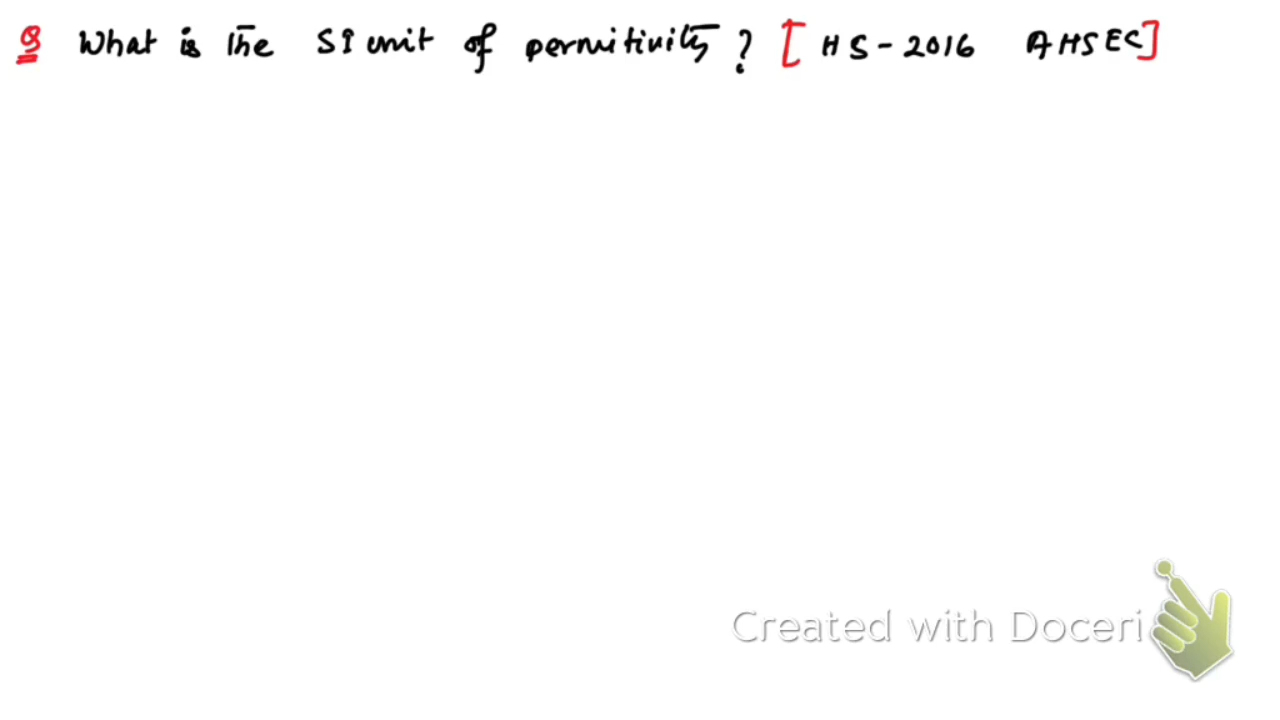 Q What is the SI unit of permitivity? [HS-2016 AHSEC]
Created with Doceri